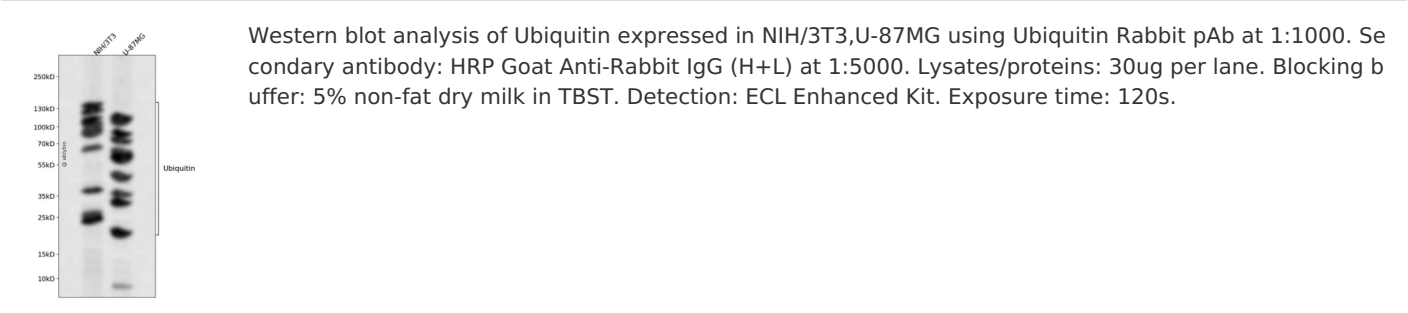 NIH/3T3
U-87MG
250kD
130kD
100kD
70kD
55kD
35kD
25kD
15kD
10kD
Ubiquitin
Western blot analysis of Ubiquitin expressed in NIH/3T3,U-87MG using Ubiquitin Rabbit pAb at 1:1000. Se
condary antibody: HRP Goat Anti-Rabbit IgG (H+L) at 1:5000. Lysates/proteins: 30ug per lane. Blocking b
uffer: 5% non-fat dry milk in TBST. Detection: ECL Enhanced Kit. Exposure time: 120s.